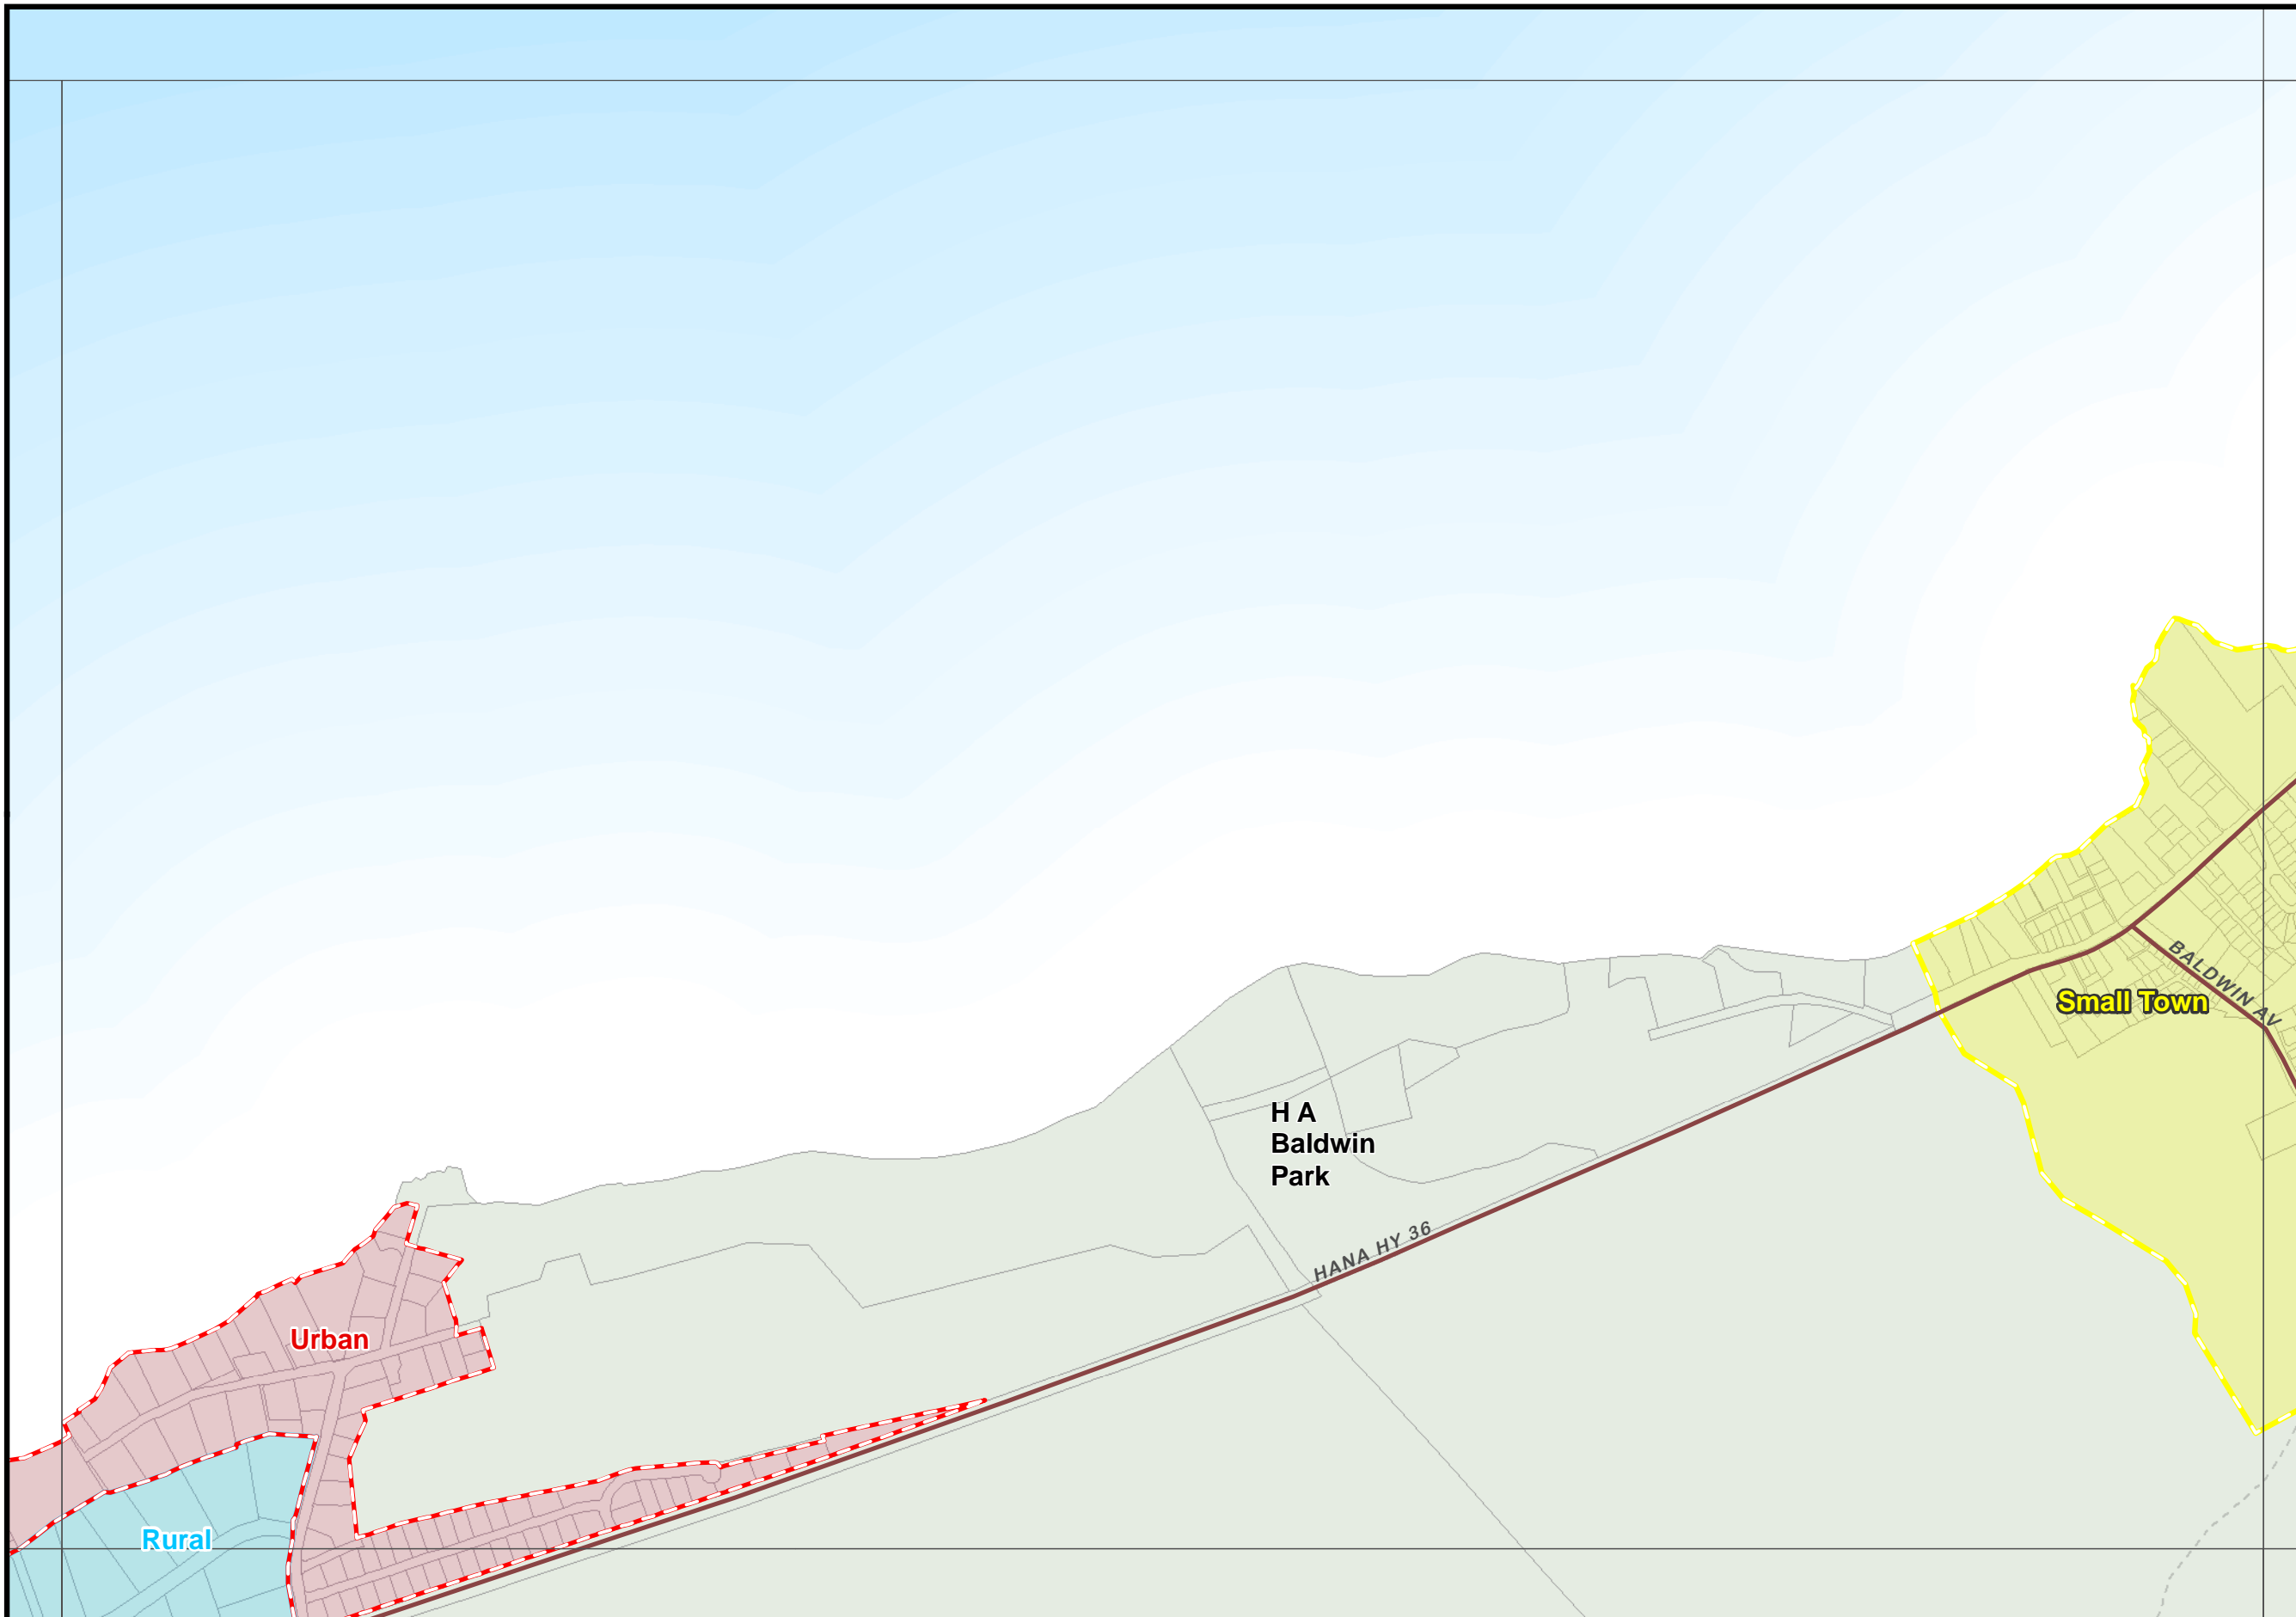 BALDWIN AV
Small Town
H A
Baldwin
Park
HANA HY 36
Urban
Rural